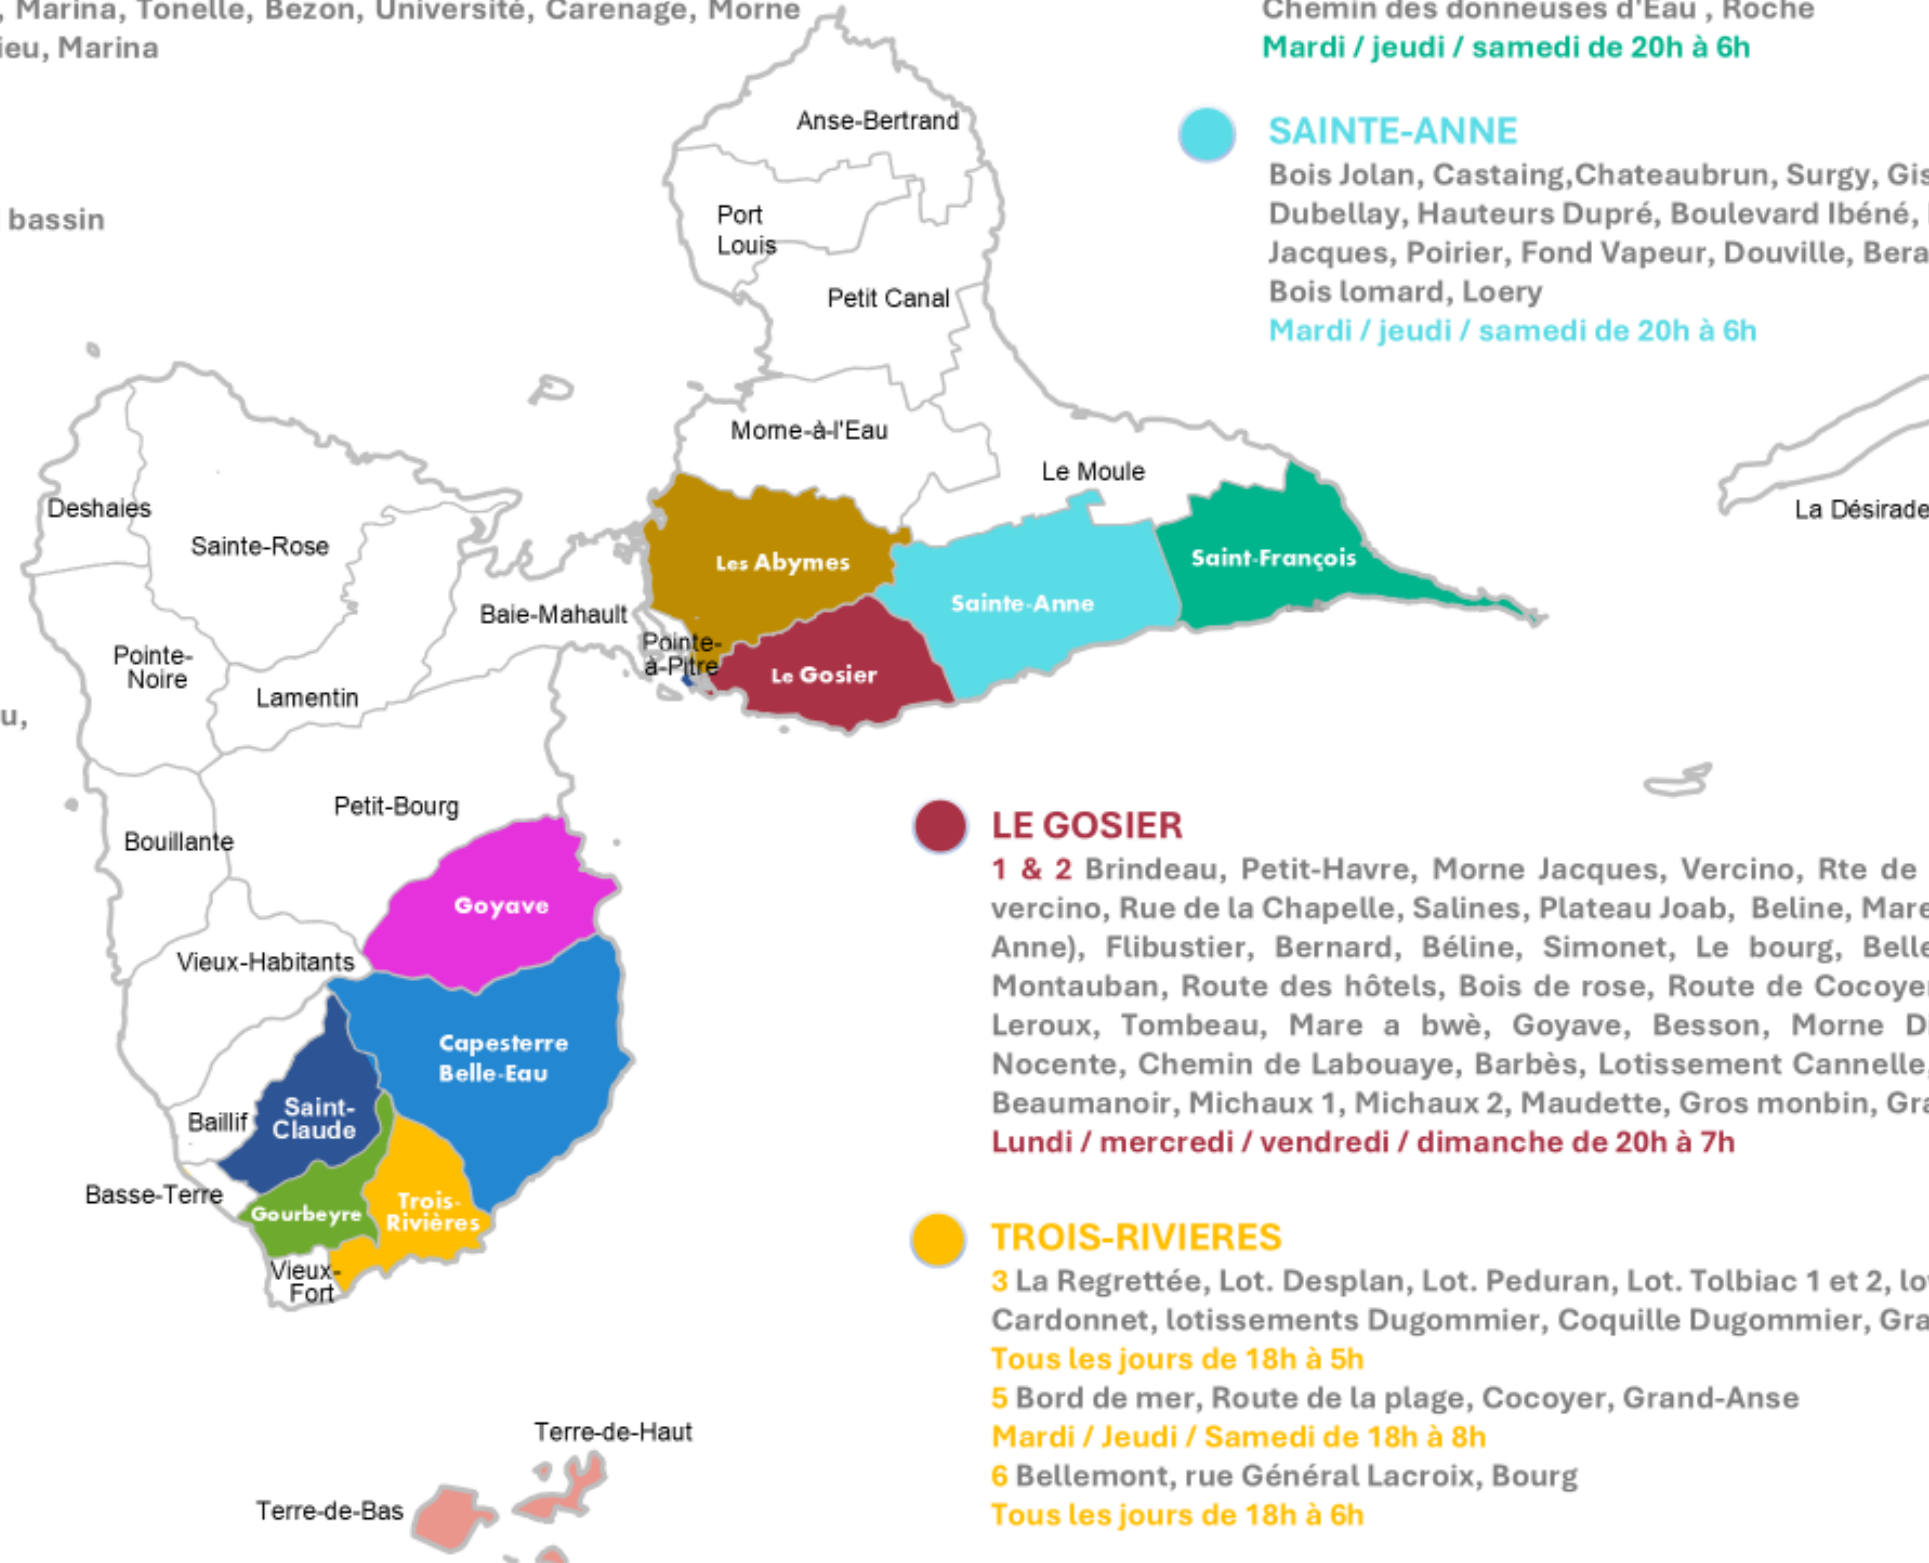 , Marina, Tonelle, Bezon, Université, Carenage, Morne
ieu, Marina
bassin
u,
Chemin des donneuses d'Eau , Roche
Mardi / jeudi / samedi de 20h à 6h
SAINTE-ANNE
Bois Jolan, Castaing,Chateaubrun, Surgy, Gis
Dubellay, Hauteurs Dupré, Boulevard Ibéné,
Jacques, Poirier, Fond Vapeur, Douville, Bera
Bois lomard, Loery
Mardi / jeudi / samedi de 20h à 6h
Anse-Bertrand
Port
Louis
Petit Canal
Morne-à-l'Eau
Le Moule
Deshaies
Sainte-Rose
La Désirade
Les Abymes
Saint-François
Sainte-Anne
Baie-Mahault
Pointe-
à-Pitre
Le Gosier
Pointe-
Noire
Lamentin
Petit-Bourg
Bouillante
Goyave
Vieux-Habitants
Capesterre
Belle-Eau
Saint-
Claude
Baillif
Basse-Terre
Gourbeyre
Trois-
Rivières
Vieux-
Fort
Terre-de-Haut
Terre-de-Bas
LE GOSIER
1 & 2 Brindeau, Petit-Havre, Morne Jacques, Vercino, Rte de
vercino, Rue de la Chapelle, Salines, Plateau Joab, Beline, Mare
Anne), Flibustier, Bernard, Béline, Simonet, Le bourg, Belle
Montauban, Route des hôtels, Bois de rose, Route de Cocoyer
Leroux, Tombeau, Mare a bwè, Goyave, Besson, Morne D
Nocente, Chemin de Labouaye, Barbès, Lotissement Cannelle,
Beaumanoir, Michaux 1, Michaux 2, Maudette, Gros monbin, Gra
Lundi / mercredi / vendredi / dimanche de 20h à 7h
TROIS-RIVIERES
3 La Regrettée, Lot. Desplan, Lot. Peduran, Lot. Tolbiac 1 et 2, lo
Cardonnet, lotissements Dugommier, Coquille Dugommier, Gra
Tous les jours de 18h à 5h
5 Bord de mer, Route de la plage, Cocoyer, Grand-Anse
Mardi / Jeudi / Samedi de 18h à 8h
6 Bellemont, rue Général Lacroix, Bourg
Tous les jours de 18h à 6h